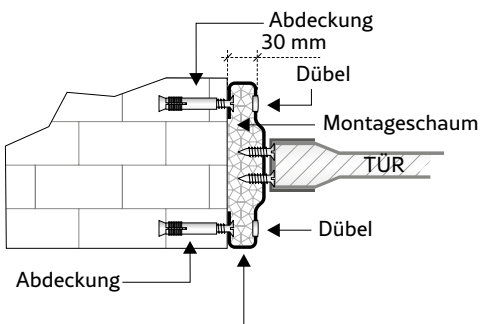 Abdeckung
30 mm
Dübel
Montageschaum
TÜR
Dübel
Abdeckung